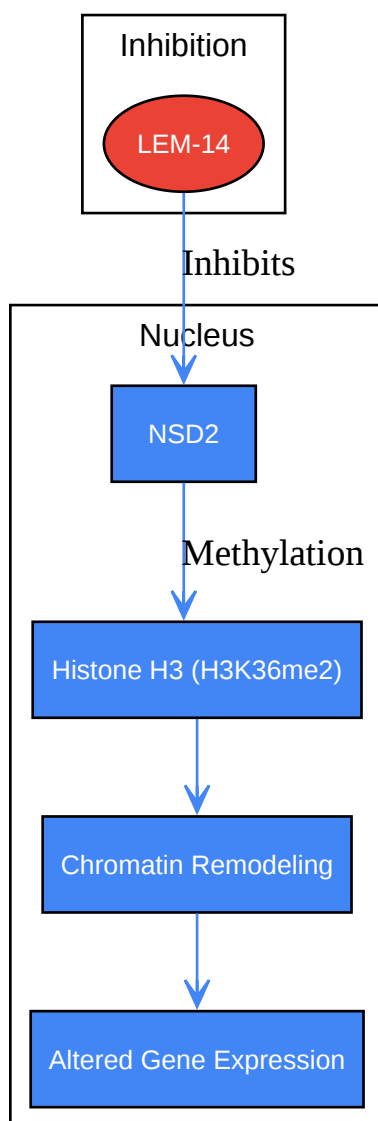 Inhibition
LEM-14
Inhibits
Nucleus
NSD2
Methylation
Histone H3 (H3K36me2)
Chromatin Remodeling
Altered Gene Expression